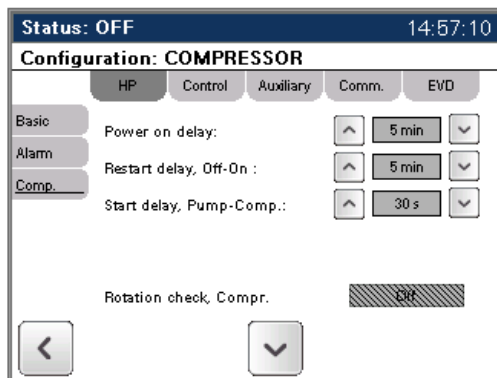 Status: OFF 14:57:10
Configuration: COMPRESSOR
HP Control Auxiliary Comm. EVD
Basic
Alarm
Comp.
Power on delay: 5 min
Restart delay, Off-On : 5 min
Start delay, Pump-Comp.: 30 s
Rotation check, Compr. Off